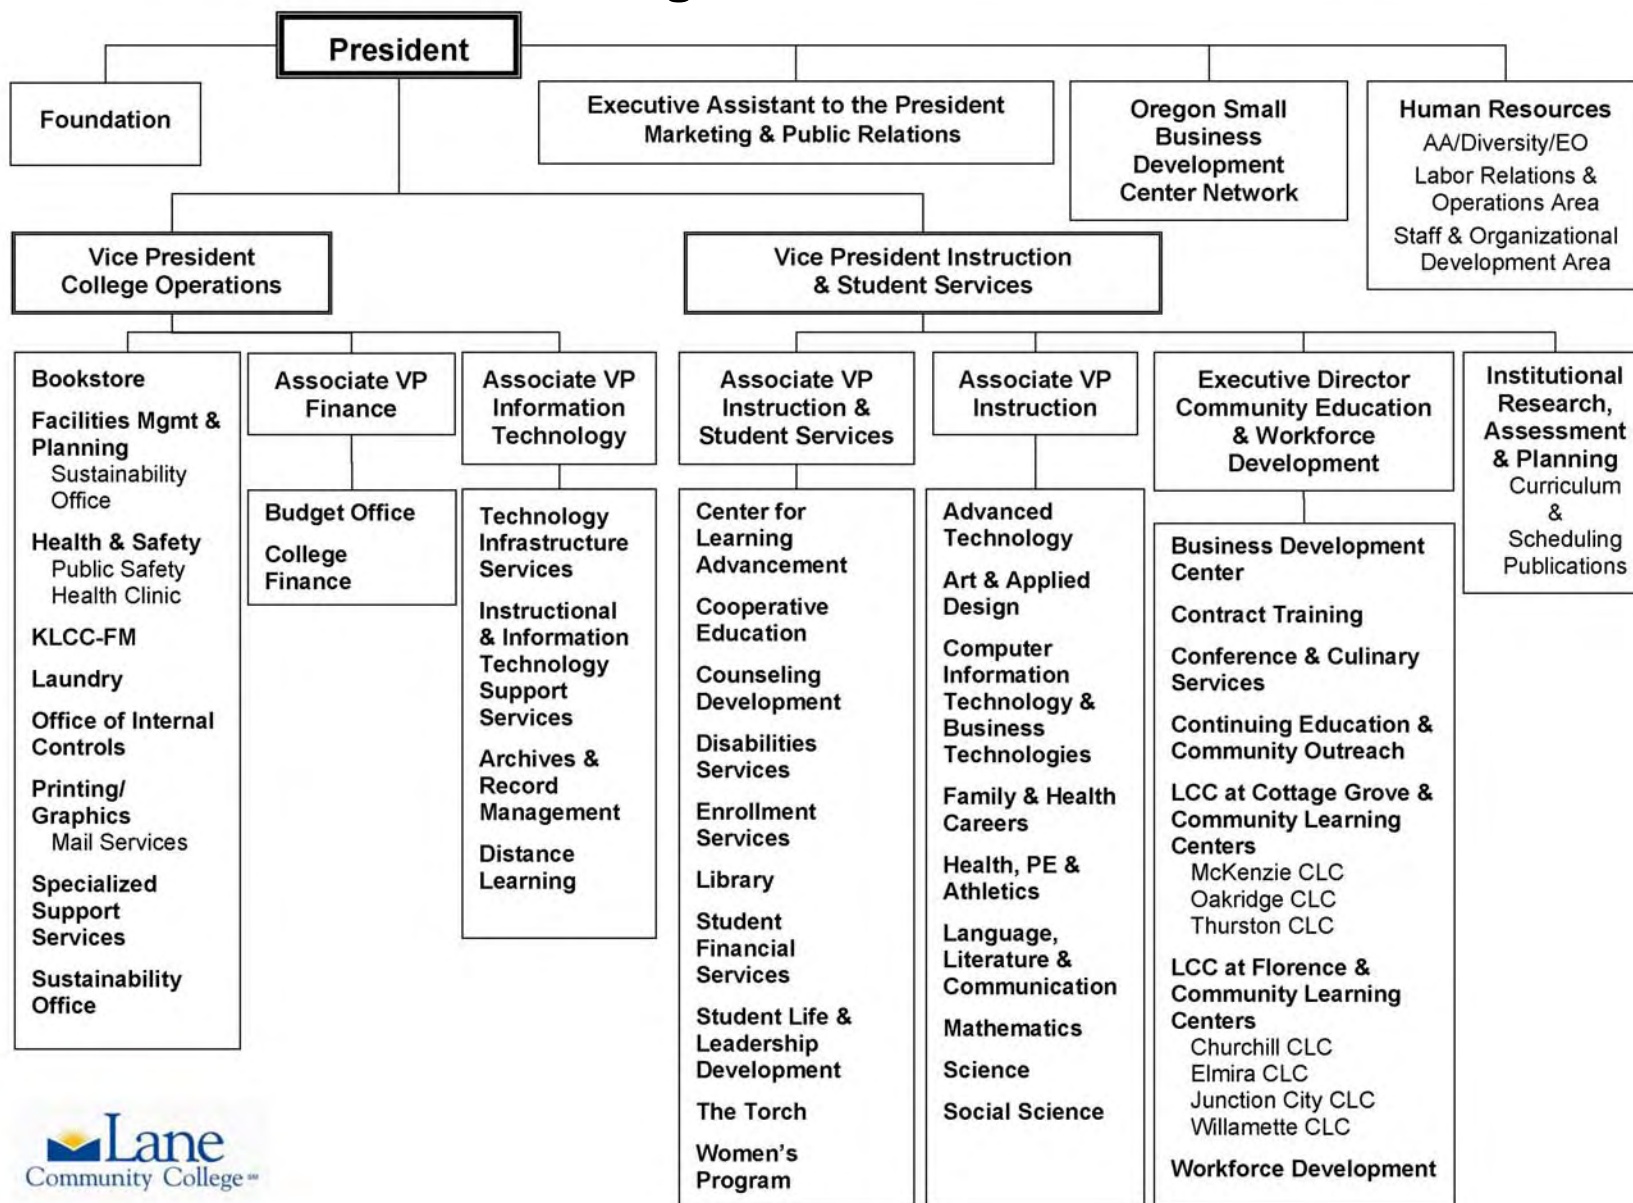 President
Foundation
Executive Assistant to the President
Marketing & Public Relations
Oregon Small
Business
Development
Center Network
Human Resources
AA/Diversity/EO
Labor Relations &
Operations Area
Staff & Organizational
Development Area
Vice President
College Operations
Vice President Instruction
& Student Services
Bookstore
Facilities Mgmt &
Planning
Sustainability
Office
Health & Safety
Public Safety
Health Clinic
KLCC-FM
Laundry
Office of Internal
Controls
Printing/
Graphics
Mail Services
Specialized
Support
Services
Sustainability
Office
Associate VP
Finance
Budget Office
College
Finance
Associate VP
Information
Technology
Technology
Infrastructure
Services
Instructional
& Information
Technology
Support
Services
Archives &
Record
Management
Distance
Learning
Associate VP
Instruction &
Student Services
Center for
Learning
Advancement
Cooperative
Education
Counseling
Development
Disabilities
Services
Enrollment
Services
Library
Student
Financial
Services
Student Life &
Leadership
Development
The Torch
Women's
Program
Associate VP
Instruction
Advanced
Technology
Art & Applied
Design
Computer
Information
Technology &
Business
Technologies
Family & Health
Careers
Health, PE &
Athletics
Language,
Literature &
Communication
Mathematics
Science
Social Science
Executive Director
Community Education
& Workforce
Development
Business Development
Center
Contract Training
Conference & Culinary
Services
Continuing Education &
Community Outreach
LCC at Cottage Grove &
Community Learning
Centers
McKenzie CLC
Oakridge CLC
Thurston CLC
LCC at Florence &
Community Learning
Centers
Churchill CLC
Elmira CLC
Junction City CLC
Willamette CLC
Workforce Development
Institutional
Research,
Assessment
& Planning
Curriculum
&
Scheduling
Publications
Lane
Community College